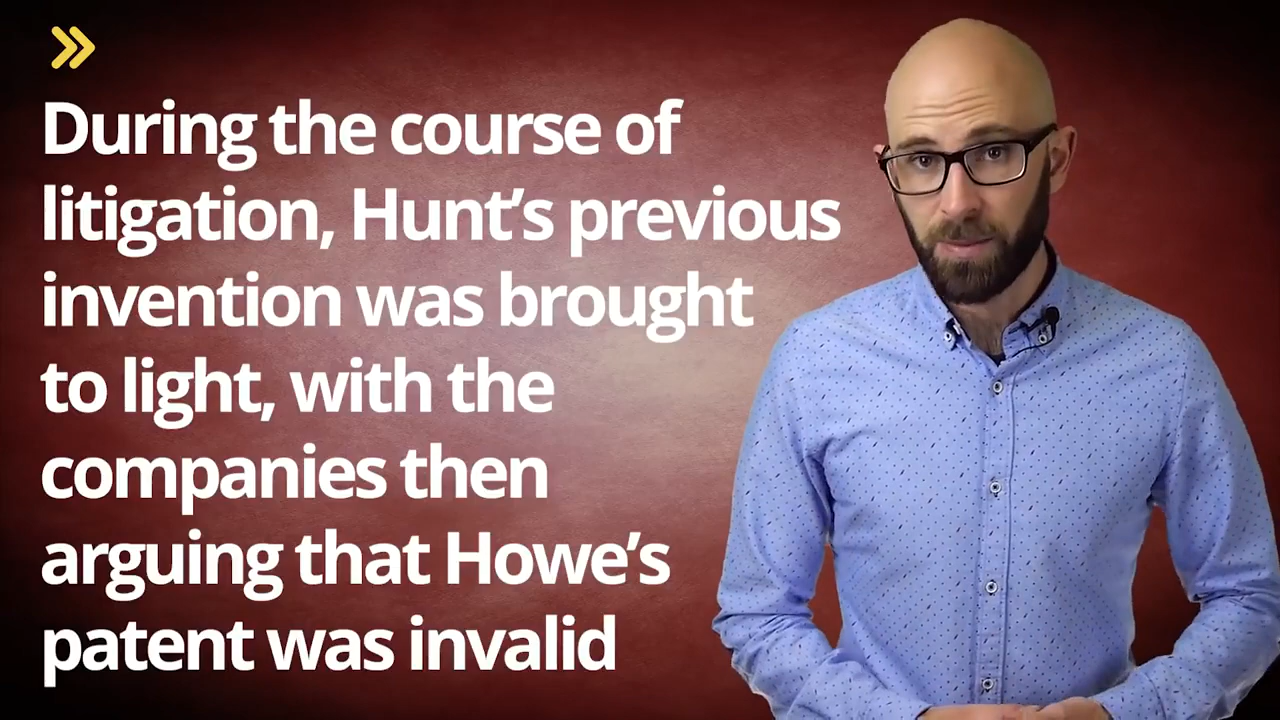 During the course of
litigation, Hunt’s previous
invention was brought
to light, with the
companies then
arguing that Howe’s
patent was invalid